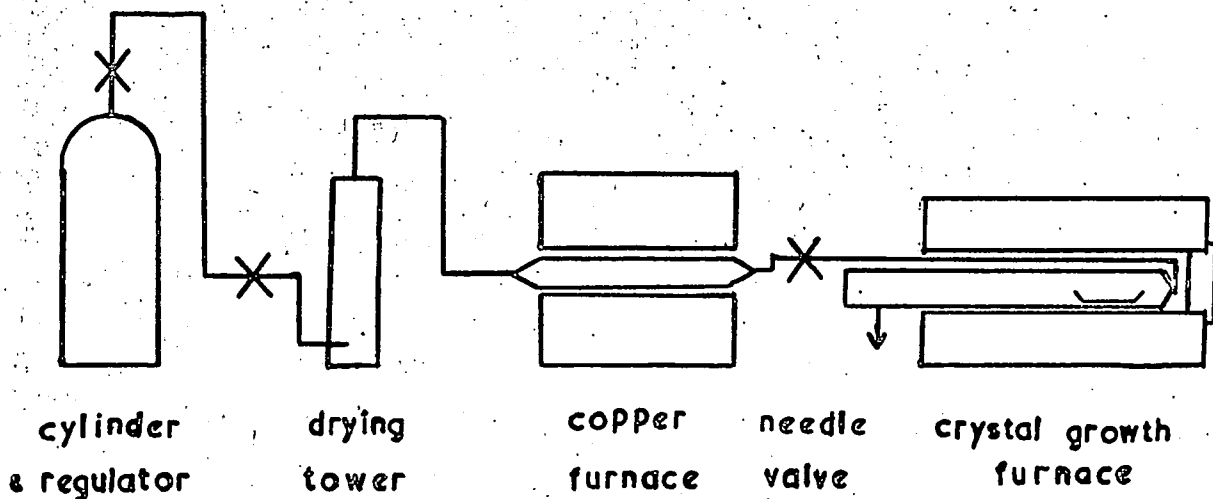 cylinder
& regulator
drying
tower
copper
furnace
needle
valve
crystal growth
furnace